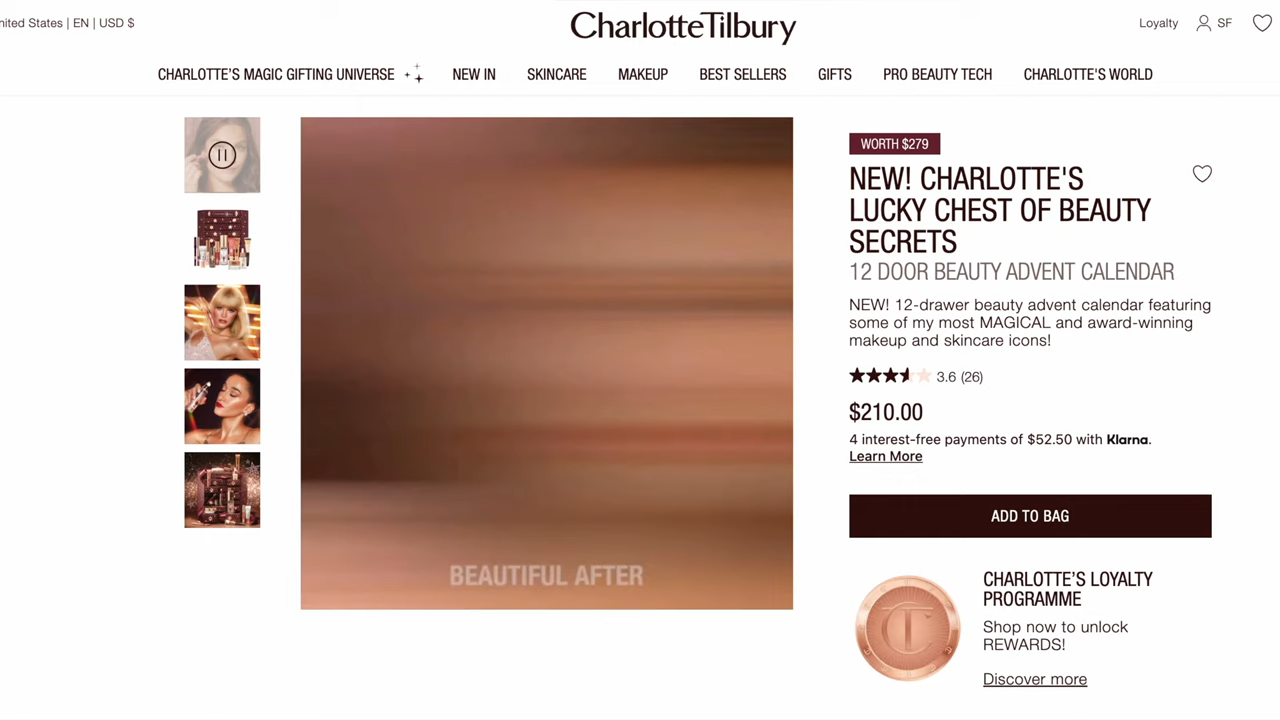 nited States | EN | USD $
CharlotteTilbury
Loyalty
SF
CHARLOTTE'S MAGIC GIFTING UNIVERSE
NEW IN
SKINCARE
MAKEUP
BEST SELLERS
GIFTS
PRO BEAUTY TECH
CHARLOTTE'S WORLD
BEAUTIFUL AFTER
WORTH $279
NEW! CHARLOTTE'S
LUCKY CHEST OF BEAUTY
SECRETS
12 DOOR BEAUTY ADVENT CALENDAR
NEW! 12-drawer beauty advent calendar featuring
some of my most MAGICAL and award-winning
makeup and skincare icons!
3.6 (26)
$210.00
4 interest-free payments of $52.50 with Klarna.
Learn More
ADD TO BAG
CHARLOTTE’S LOYALTY
PROGRAMME
Shop now to unlock
REWARDS!
Discover more